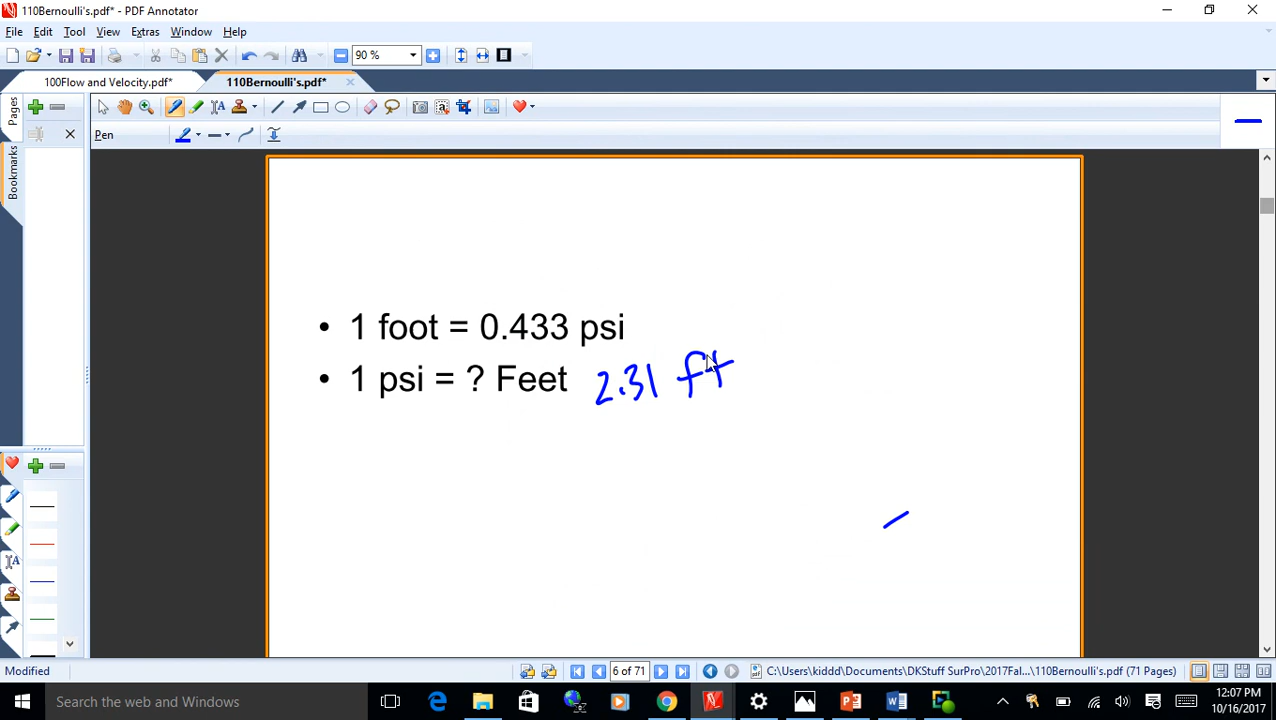 110Bernoulli's.pdf* - PDF Annotator
File Edit Tool View Extras Window Help
90 %
100Flow and Velocity.pdf* 110Bernoulli's.pdf*
Pages
Pen
Bookmarks
• 1 foot = 0.433 psi
• 1 psi = ? Feet 2.31 ft
Modified 6 of 71 C:\Users\kiddd\Documents\DKStuff SurPro\2017Fal...\110Bernoulli's.pdf (71 Pages)
Search the web and Windows
12:07 PM
10/16/2017